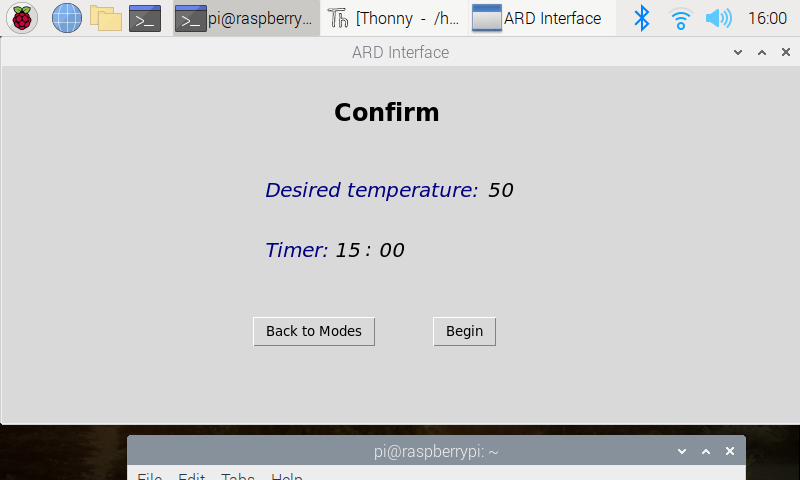 pi@raspberry... [Thonny - /h... ARD Interface 16:00
ARD Interface
Confirm
Desired temperature: 50
Timer: 15 : 00
Back to Modes Begin
pi@raspberrypi: ~
File Edit Tabs Help